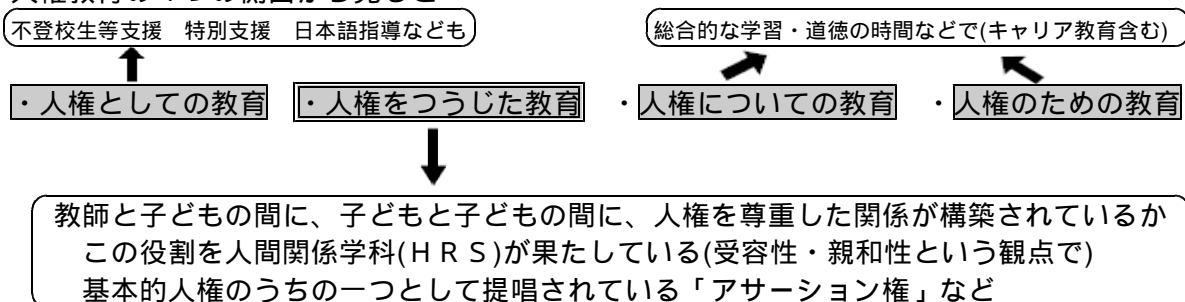 不登校生等支援　特別支援　日本語指導なども
総合的な学習・道徳の時間などで(キャリア教育含む)
・人権としての教育　・人権をつうじた教育　・人権についての教育　・人権のための教育
教師と子どもの間に、子どもと子どもの間に、人権を尊重した関係が構築されているか
この役割を人間関係学科(ＨＲＳ)が果たしている(受容性・親和性という観点で)
基本的人権のうちの一つとして提唱されている「アサーション権」など